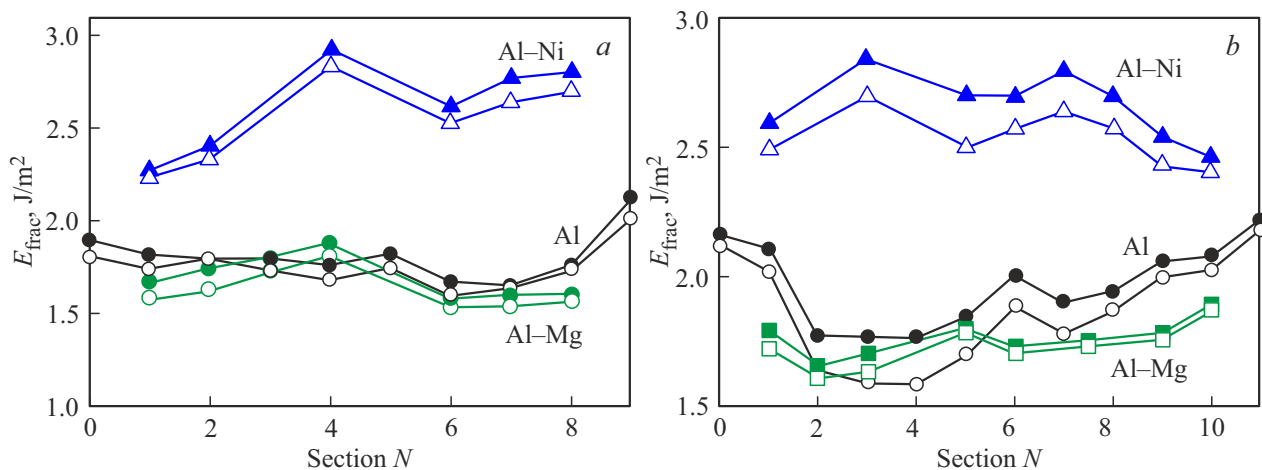 a
Al–Ni
Al
Al–Mg
E_frac, J/m²
3.0
2.5
2.0
1.5
1.0
0 2 4 6 8
Section N
b
Al–Ni
Al
Al–Mg
E_frac, J/m²
3.0
2.5
2.0
1.5
0 2 4 6 8 10
Section N